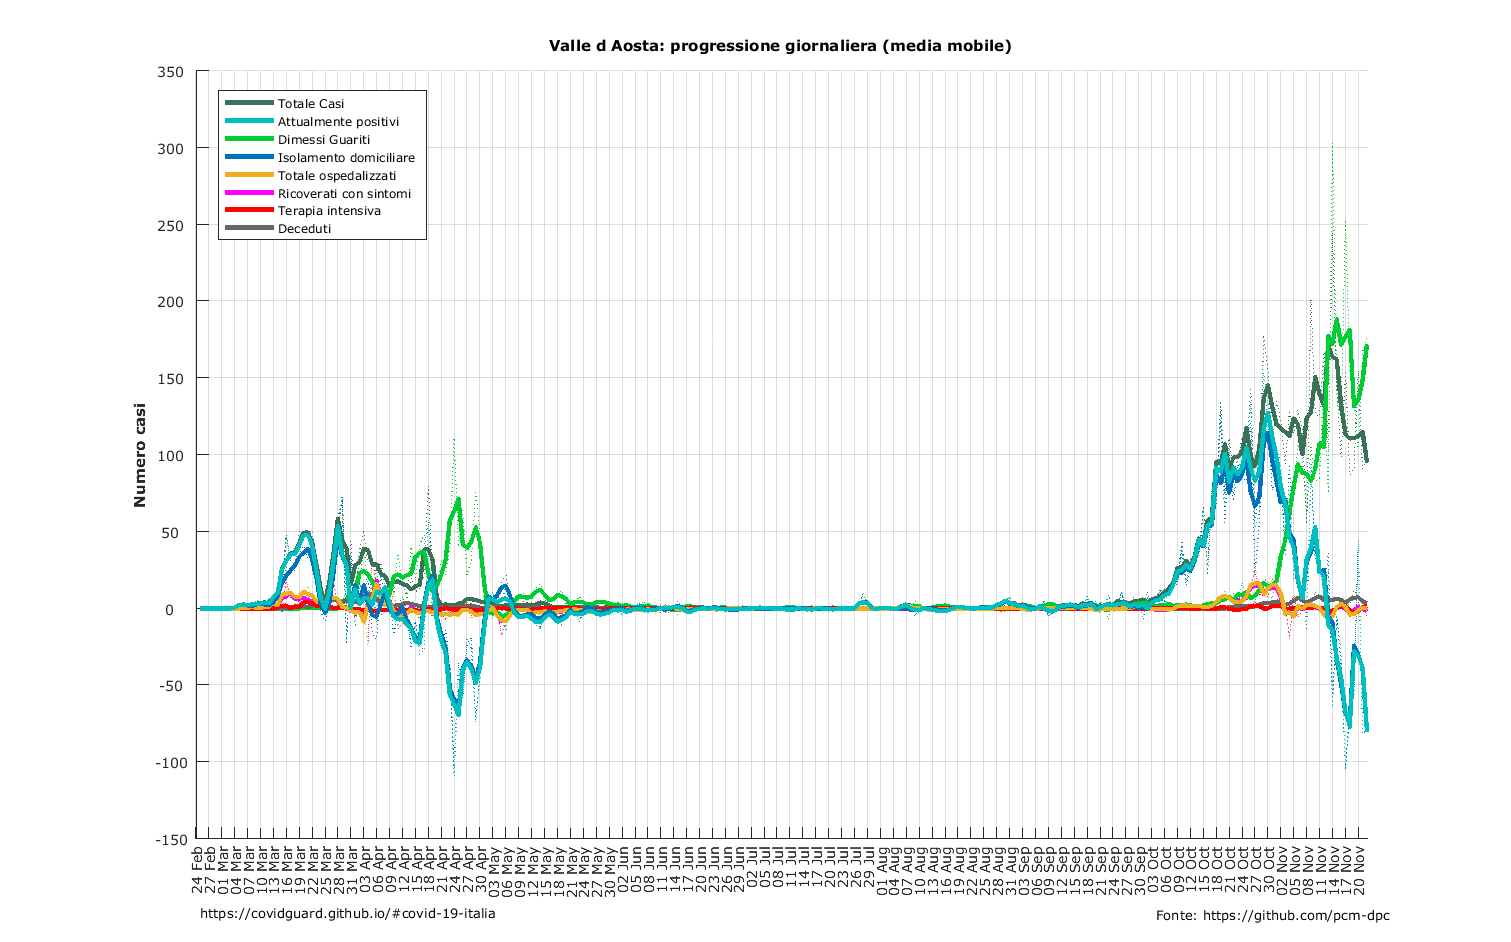 Valle d Aosta: progressione giornaliera (media mobile)
350
300
250
200
150
100
50
0
-50
-100
-150
Numero casi
Totale Casi
Attualmente positivi
Dimessi Guariti
Isolamento domiciliare
Totale ospedalizzati
Ricoverati con sintomi
Terapia intensiva
Deceduti
24 Feb
27 Feb
01 Mar
04 Mar
07 Mar
10 Mar
13 Mar
16 Mar
19 Mar
22 Mar
25 Mar
28 Mar
31 Mar
03 Apr
06 Apr
09 Apr
12 Apr
15 Apr
18 Apr
21 Apr
24 Apr
27 Apr
30 Apr
03 May
06 May
09 May
12 May
15 May
18 May
21 May
24 May
27 May
30 May
02 Jun
05 Jun
08 Jun
11 Jun
14 Jun
17 Jun
20 Jun
23 Jun
26 Jun
29 Jun
02 Jul
05 Jul
08 Jul
11 Jul
14 Jul
17 Jul
20 Jul
23 Jul
26 Jul
29 Jul
01 Aug
04 Aug
07 Aug
10 Aug
13 Aug
16 Aug
19 Aug
22 Aug
25 Aug
28 Aug
31 Aug
03 Sep
06 Sep
09 Sep
12 Sep
15 Sep
18 Sep
21 Sep
24 Sep
27 Sep
30 Sep
03 Oct
06 Oct
09 Oct
12 Oct
15 Oct
18 Oct
21 Oct
24 Oct
27 Oct
30 Oct
02 Nov
05 Nov
08 Nov
11 Nov
14 Nov
17 Nov
20 Nov
https://covidguard.github.io/#covid-19-italia
Fonte: https://github.com/pcm-dpc